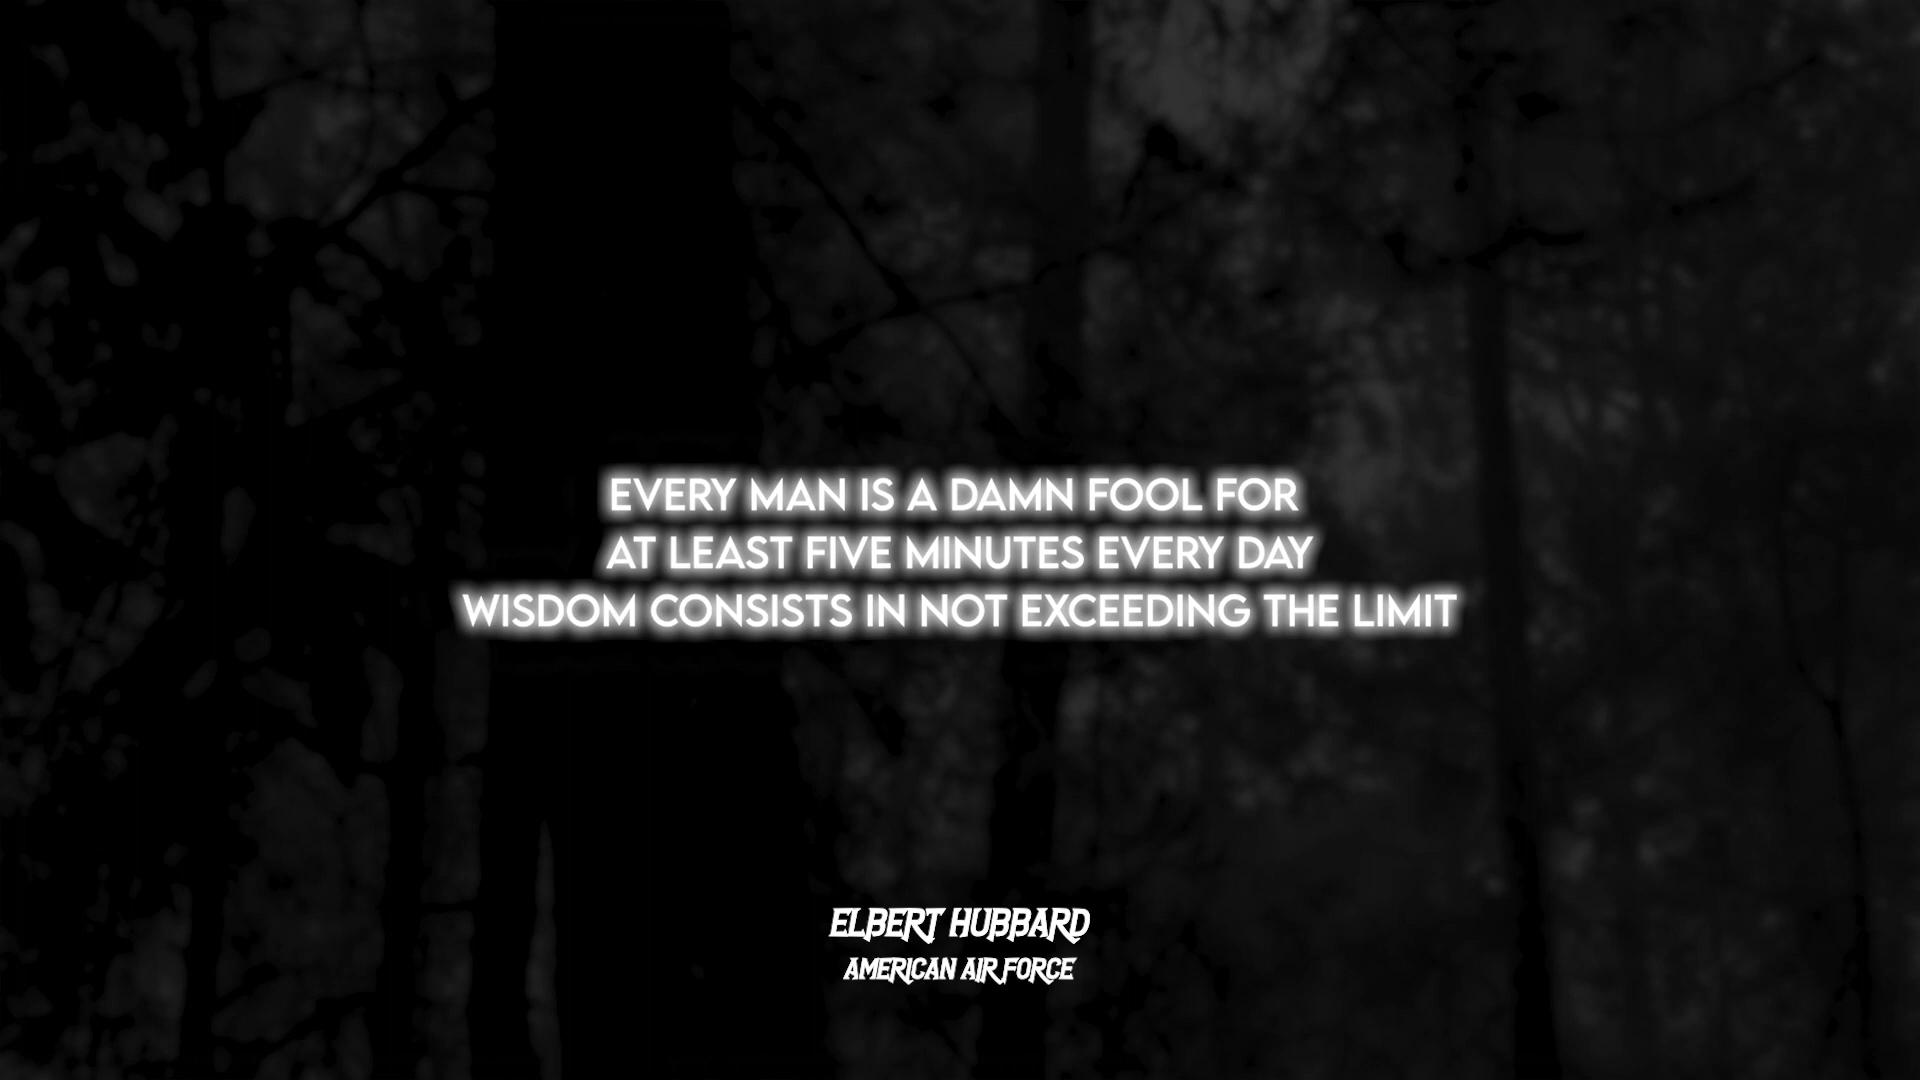 EVERY MAN IS A DAMN FOOL FOR
AT LEAST FIVE MINUTES EVERY DAY
WISDOM CONSISTS IN NOT EXCEEDING THE LIMIT
ELBERT HUBBARD
AMERICAN AIR FORCE